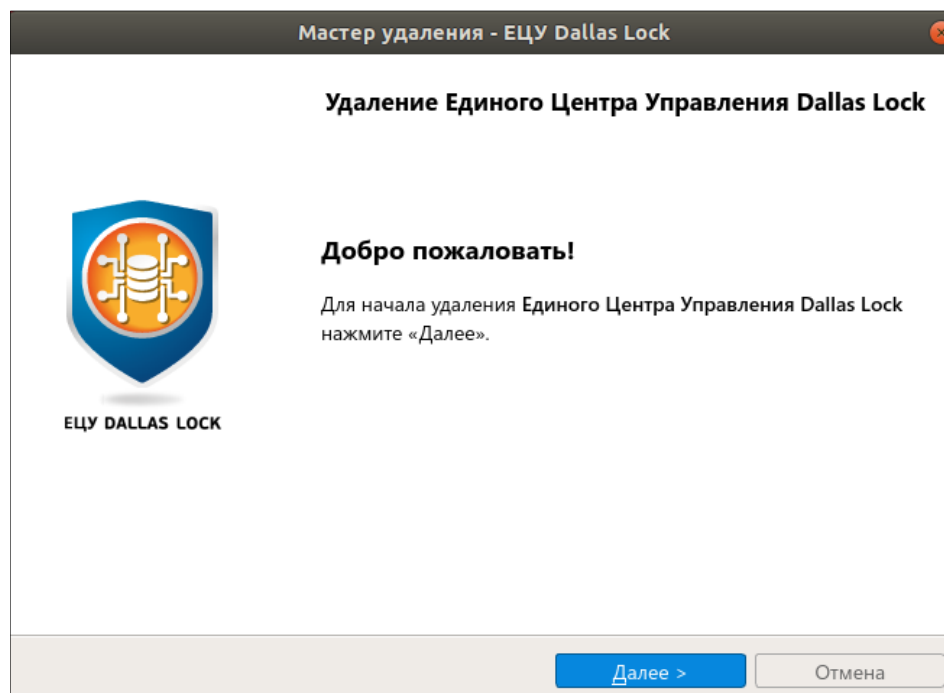 Мастер удаления - ЕЦУ Dallas Lock
Удаление Единого Центра Управления Dallas Lock
Добро пожаловать!
Для начала удаления Единого Центра Управления Dallas Lock
нажмите «Далее».
ЕЦУ DALLAS LOCK
Далее >
Отмена